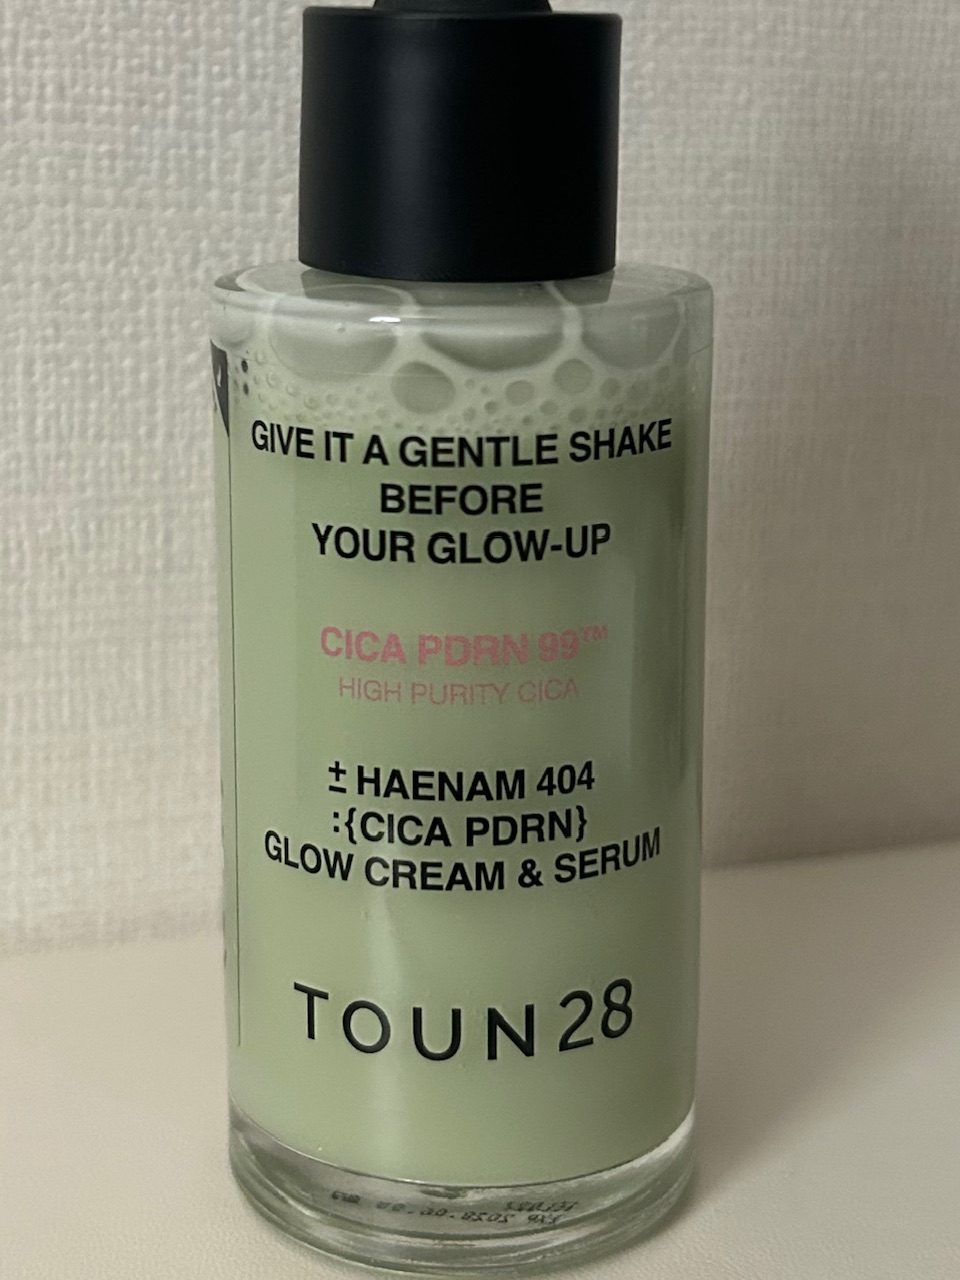 GIVE IT A GENTLE SHAKE
BEFORE
YOUR GLOW-UP
CICA PDRN 99™
HIGH PURITY CICA
± HAENAM 404
:{CICA PDRN}
GLOW CREAM & SERUM
TOUN28